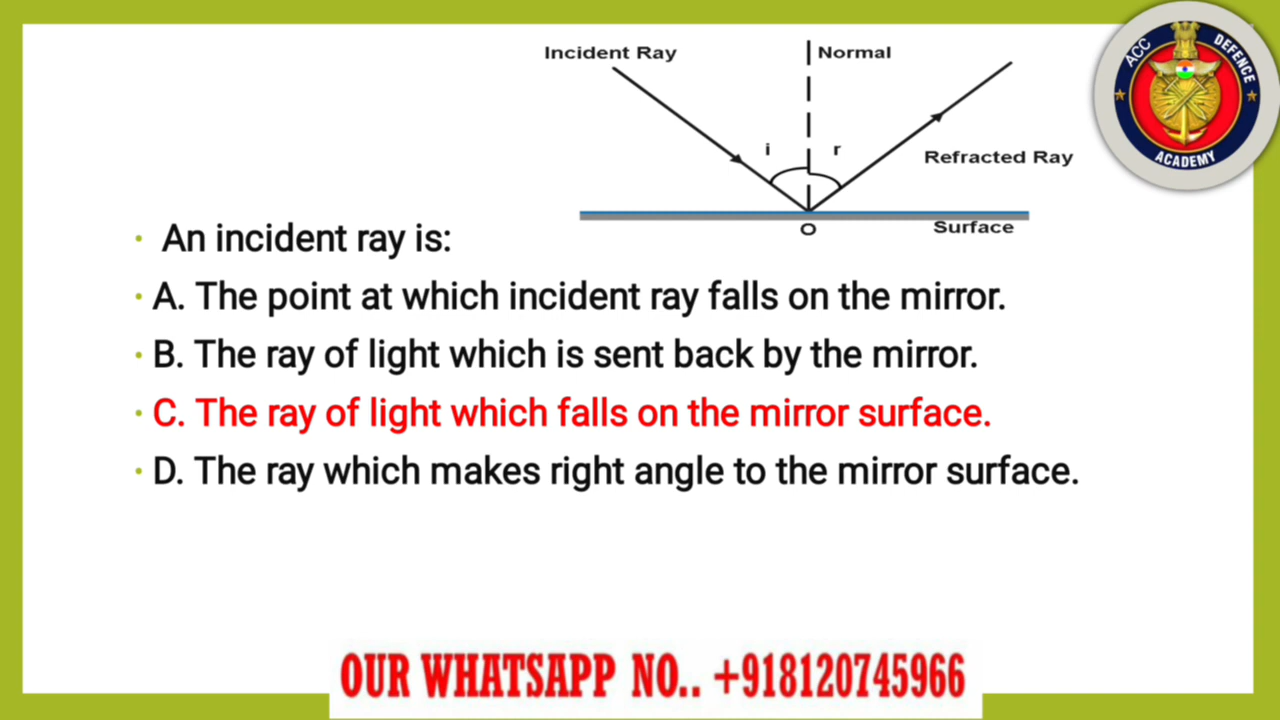 Incident Ray
Normal
ACC DEFENCE
ACADEMY
i
r
Refracted Ray
O
Surface
• An incident ray is:
• A. The point at which incident ray falls on the mirror.
• B. The ray of light which is sent back by the mirror.
• C. The ray of light which falls on the mirror surface.
• D. The ray which makes right angle to the mirror surface.
OUR WHATSAPP NO.. +918120745966